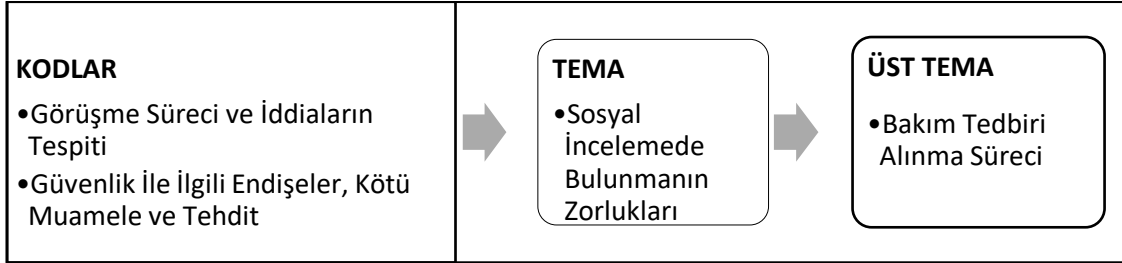 KODLAR
•Görüşme Süreci ve İddiaların
Tespiti
•Güvenlik İle İlgili Endişeler, Kötü
Muamele ve Tehdit
TEMA
•Sosyal
İncelemede
Bulunmanın
Zorlukları
ÜST TEMA
•Bakım Tedbiri
Alınma Süreci